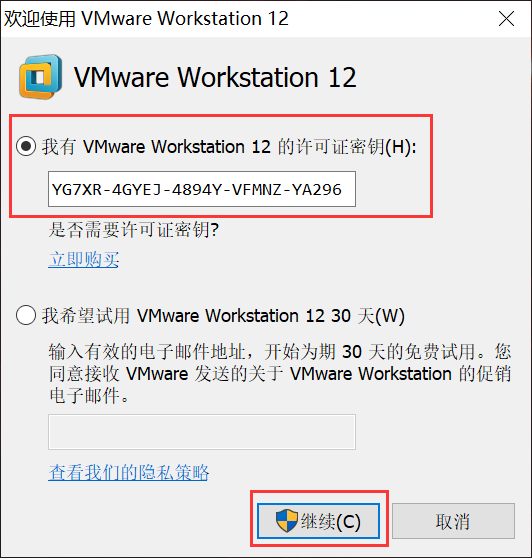 欢迎使用 VMware Workstation 12
VMware Workstation 12
我有 VMware Workstation 12 的许可证密钥(H):
YG7XR-4GYEJ-4894Y-VFMNZ-YA296
是否需要许可证密钥?
立即购买
我希望试用 VMware Workstation 12 30 天(W)
输入有效的电子邮件地址，开始为期 30 天的免费试用。您
同意接收 VMware 发送的关于 VMware Workstation 的促销
电子邮件。
查看我们的隐私策略
继续(C)
取消